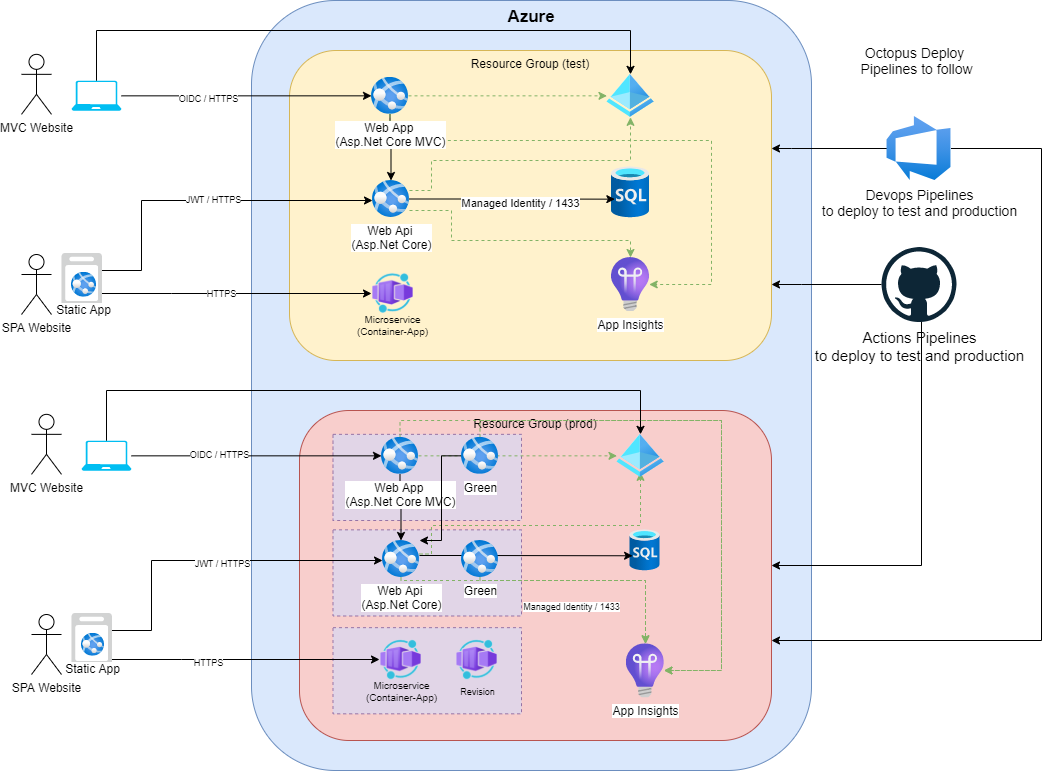 Azure
Resource Group (test)
Octopus Deploy
Pipelines to follow
MVC Website
OIDC / HTTPS
Web App
(Asp.Net Core MVC)
JWT / HTTPS
Managed Identity / 1433
SQL
Devops Pipelines
to deploy to test and production
Web Api
(Asp.Net Core)
HTTPS
Static App
SPA Website
Microservice
(Container-App)
App Insights
Actions Pipelines
to deploy to test and production
Resource Group (prod)
OIDC / HTTPS
MVC Website
Web App
(Asp.Net Core MVC)
Green
SQL
JWT / HTTPS
Web Api
(Asp.Net Core)
Green
Managed Identity / 1433
HTTPS
Static App
SPA Website
Microservice
(Container-App)
Revision
App Insights